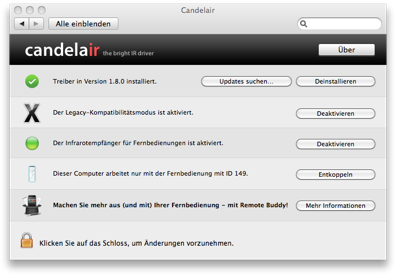 Candelair
Alle einblenden
candelair the bright IR driver
Über
Treiber in Version 1.8.0 installiert.
Updates suchen...
Deinstallieren
Der Legacy-Kompatibilitätsmodus ist aktiviert.
Deaktivieren
Der Infrarotempfänger für Fernbedienungen ist aktiviert.
Deaktivieren
Dieser Computer arbeitet nur mit der Fernbedienung mit ID 149.
Entkoppeln
Machen Sie mehr aus (und mit) Ihrer Fernbedienung - mit Remote Buddy!
Mehr Informationen
Klicken Sie auf das Schloss, um Änderungen vorzunehmen.